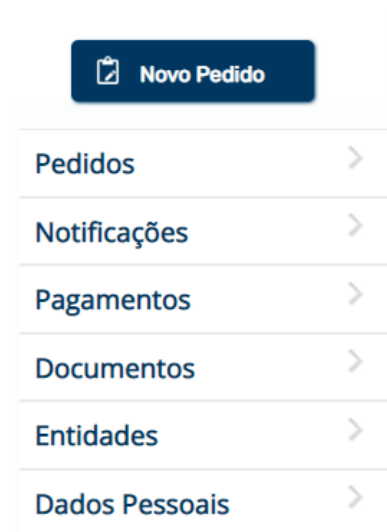 Novo Pedido
Pedidos
Notificações
Pagamentos
Documentos
Entidades
Dados Pessoais